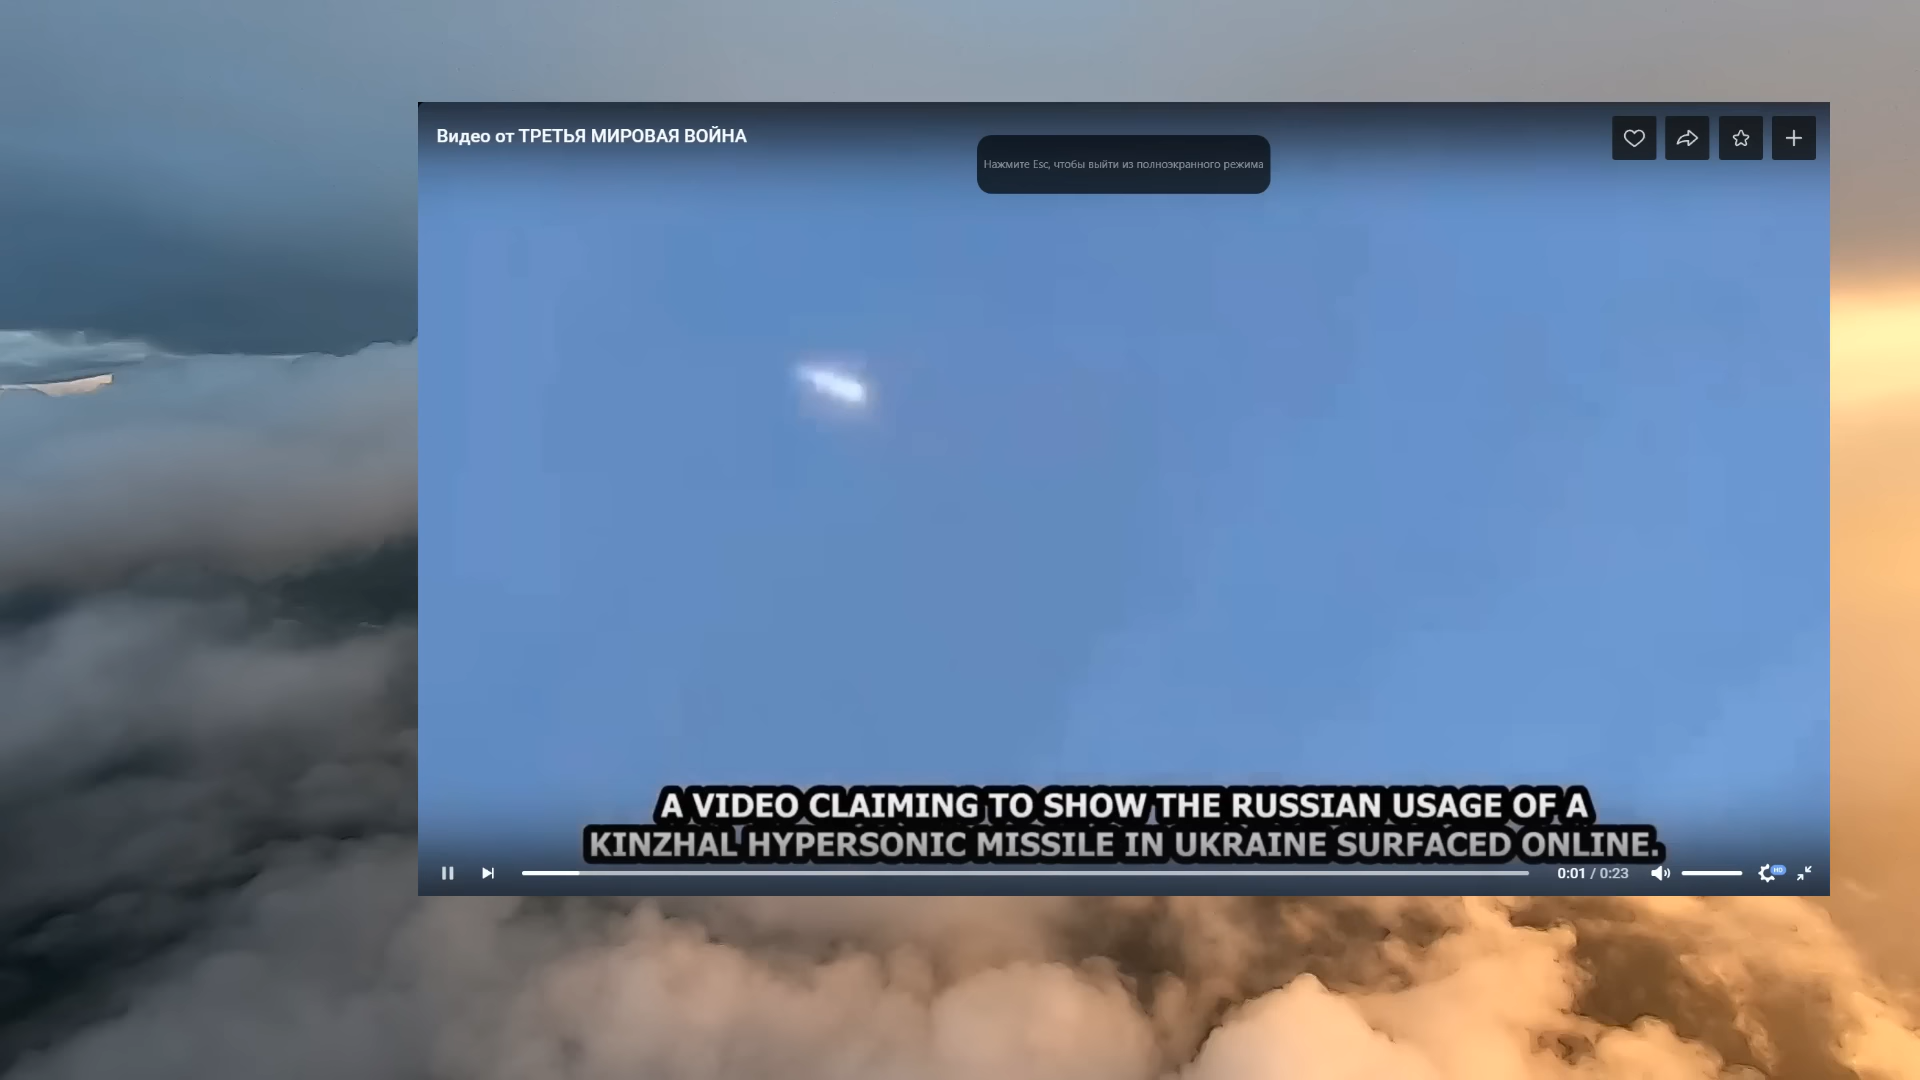 Видео от ТРЕТЬЯ МИРОВАЯ ВОЙНА
Нажмите Esc, чтобы выйти из полноэкранного режима
A VIDEO CLAIMING TO SHOW THE RUSSIAN USAGE OF A
KINZHAL HYPERSONIC MISSILE IN UKRAINE SURFACED ONLINE.
0:01 / 0:23
HD